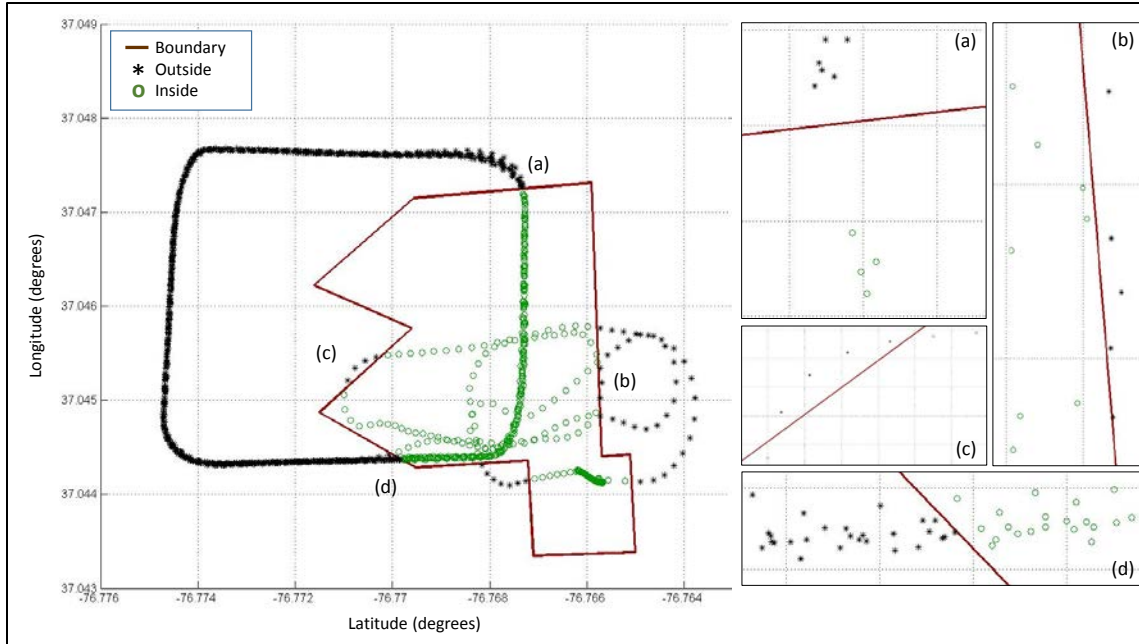 37.049
Boundary
Outside
Inside
37.048
(a)
37.047
37.046
(c)
(b)
37.045
(d)
37.044
37.043
-76.776
-76.774
-76.772
-76.77
-76.768
-76.766
-76.764
Longitude (degrees)
Latitude (degrees)
(a)
(b)
(c)
(d)